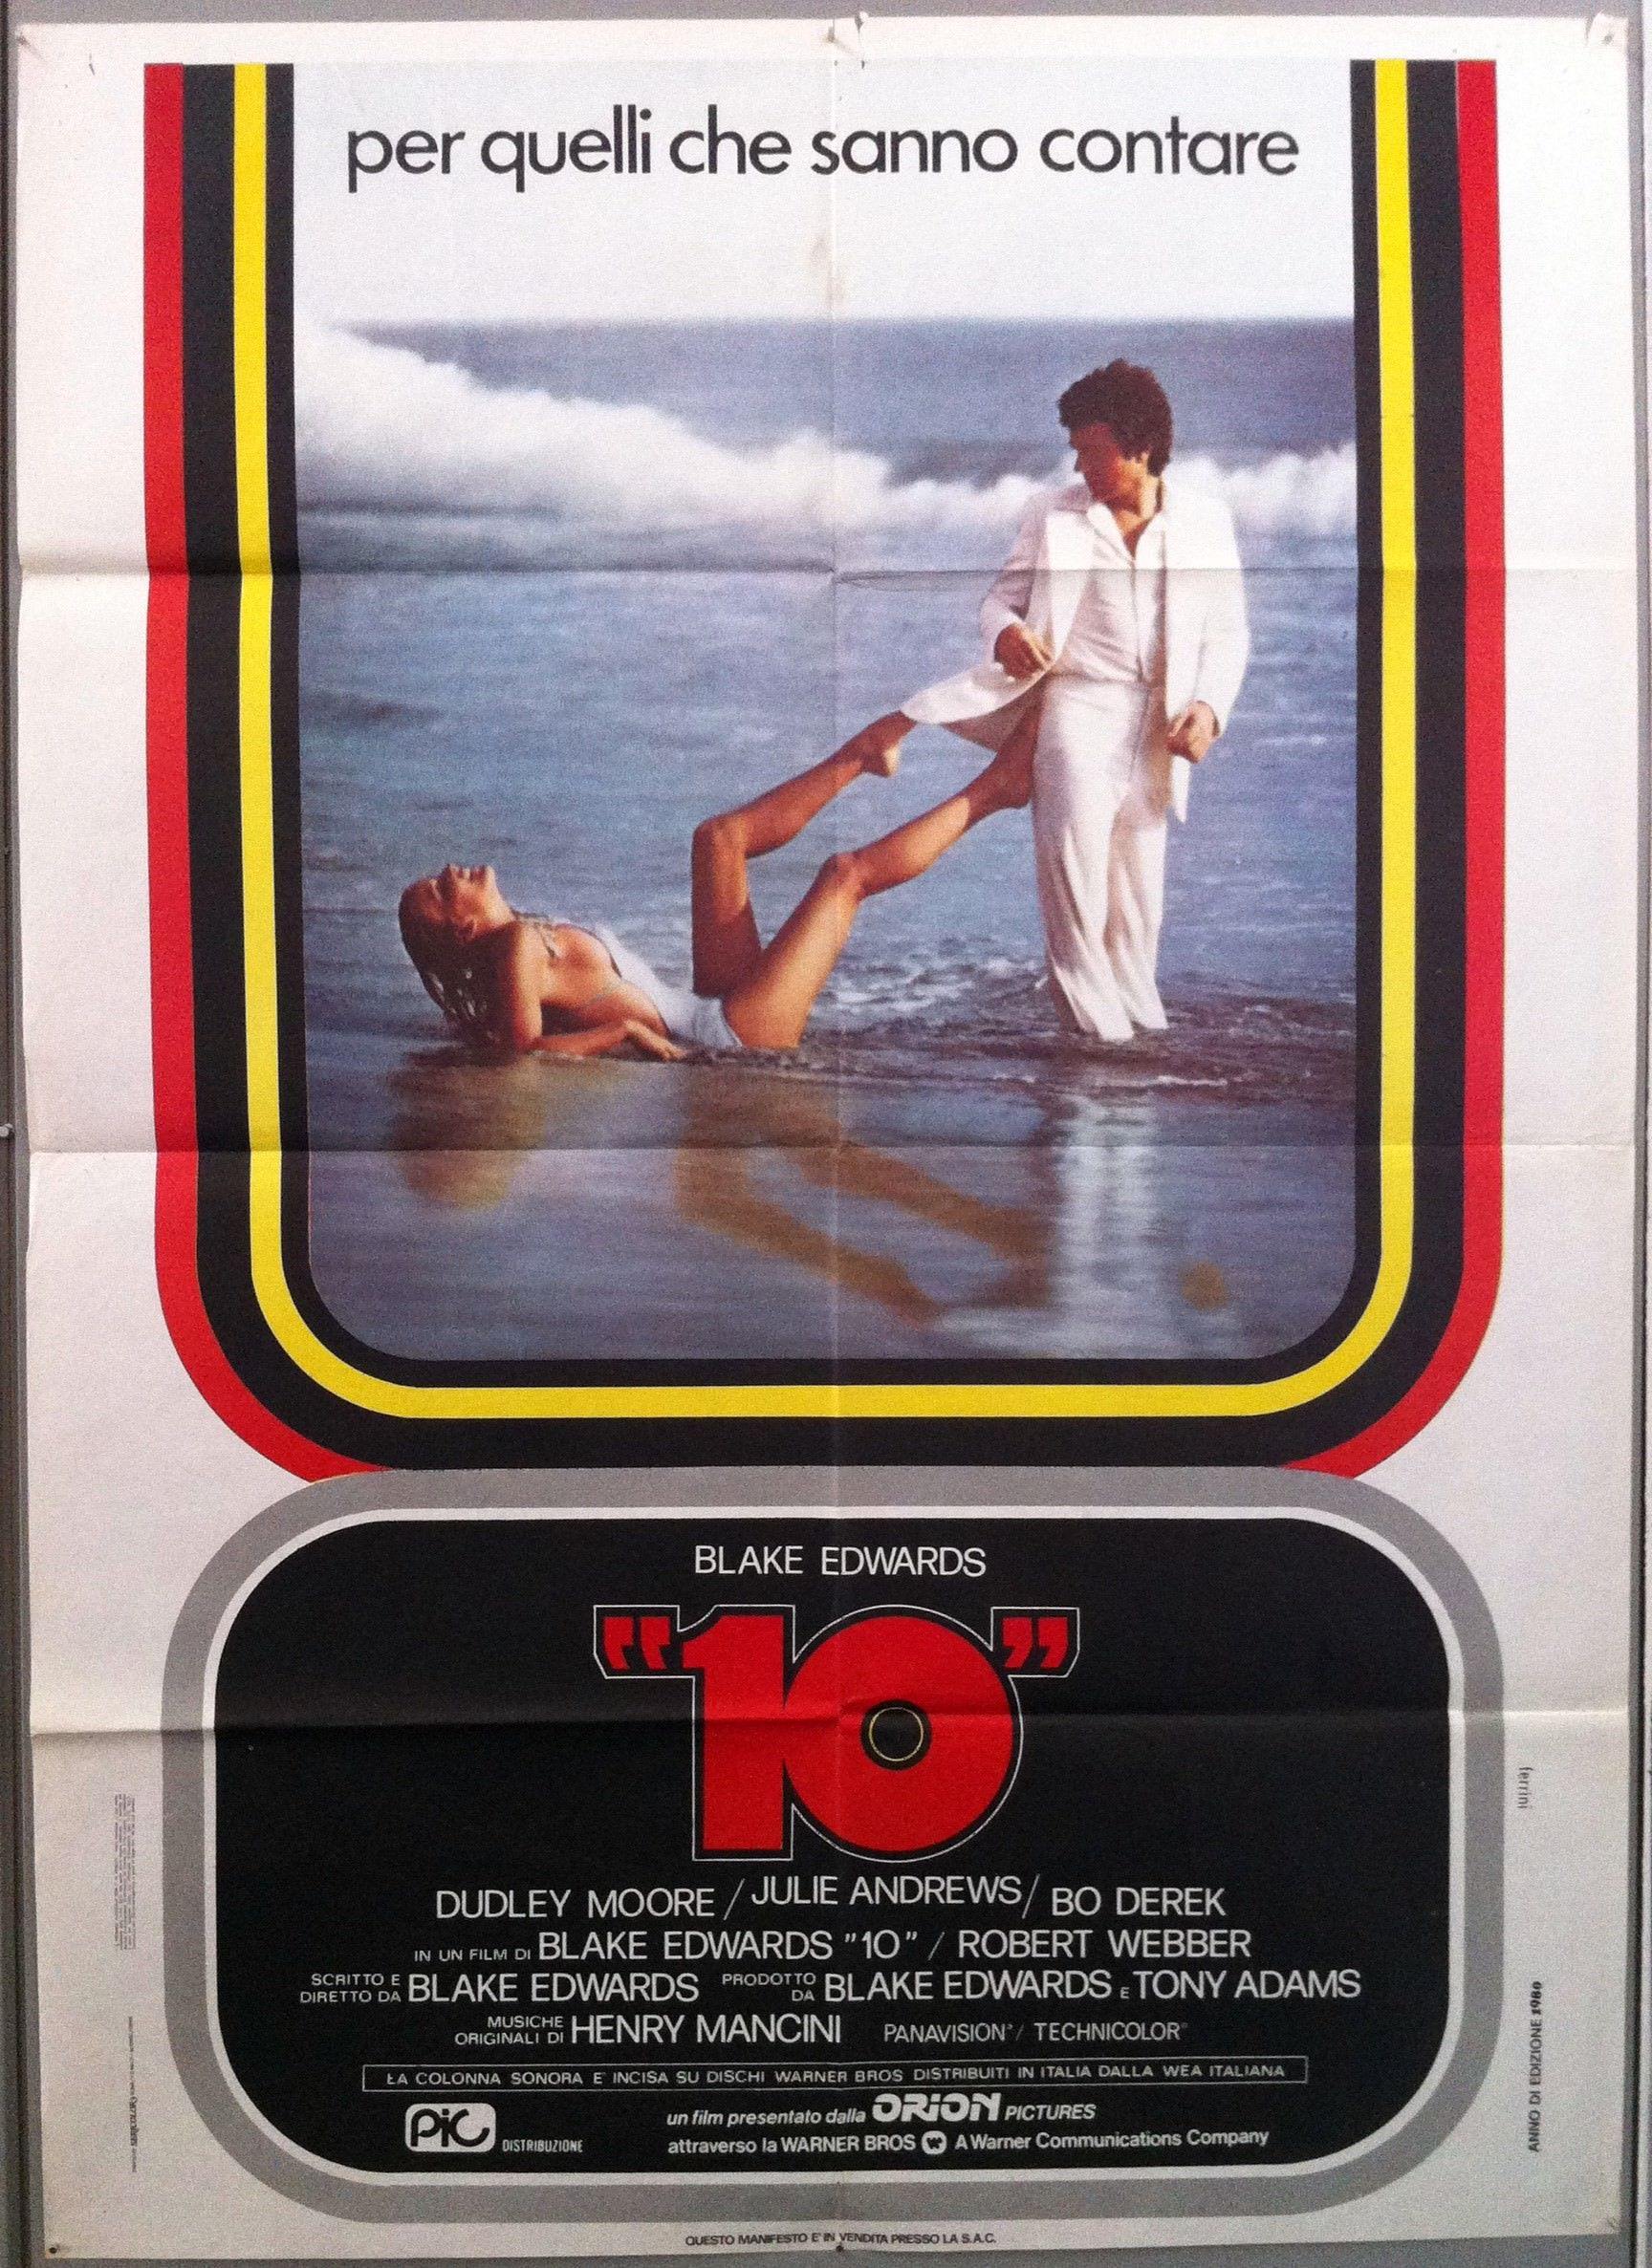 per quelli che sanno contare
BLAKE EDWARDS
"10"
DUDLEY MOORE / JULIE ANDREWS / BO DEREK
IN UN FILM DI BLAKE EDWARDS "10" / ROBERT WEBBER
SCRITTO E DIRETTO DA BLAKE EDWARDS PRODOTTO DA BLAKE EDWARDS E TONY ADAMS
MUSICHE ORIGINALI DI HENRY MANCINI PANAVISION® / TECHNICOLOR®
LA COLONNA SONORA E' INCISA SU DISCHI WARNER BROS DISTRIBUITI IN ITALIA DALLA WEA ITALIANA
PIC DISTRIBUZIONE
un film presentato dalla ORION PICTURES
attraverso la WARNER BROS A Warner Communications Company
ferrini
ANNO DI EDIZIONE 1980
QUESTO MANIFESTO E' IN VENDITA PRESSO LA S.A.C.